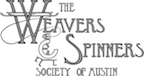 THE
WEAVERS
& SPINNERS
SOCIETY OF AUSTIN